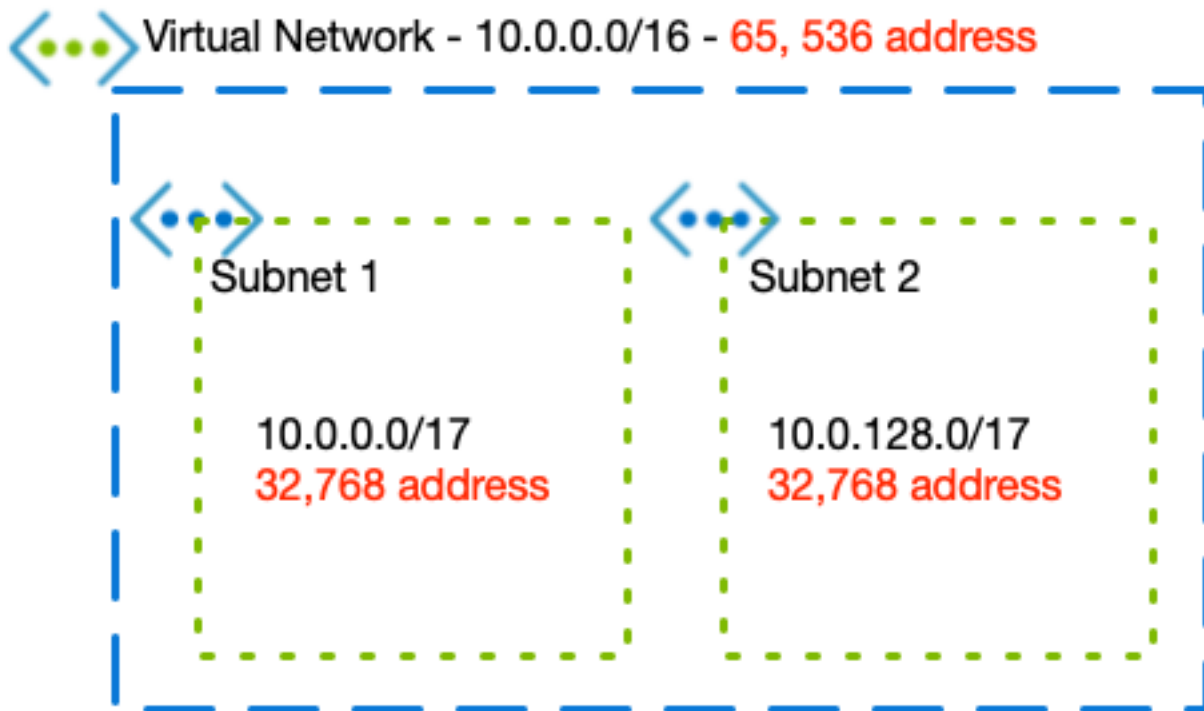 Virtual Network - 10.0.0.0/16 - 65, 536 address
Subnet 1
10.0.0.0/17
32,768 address
Subnet 2
10.0.128.0/17
32,768 address